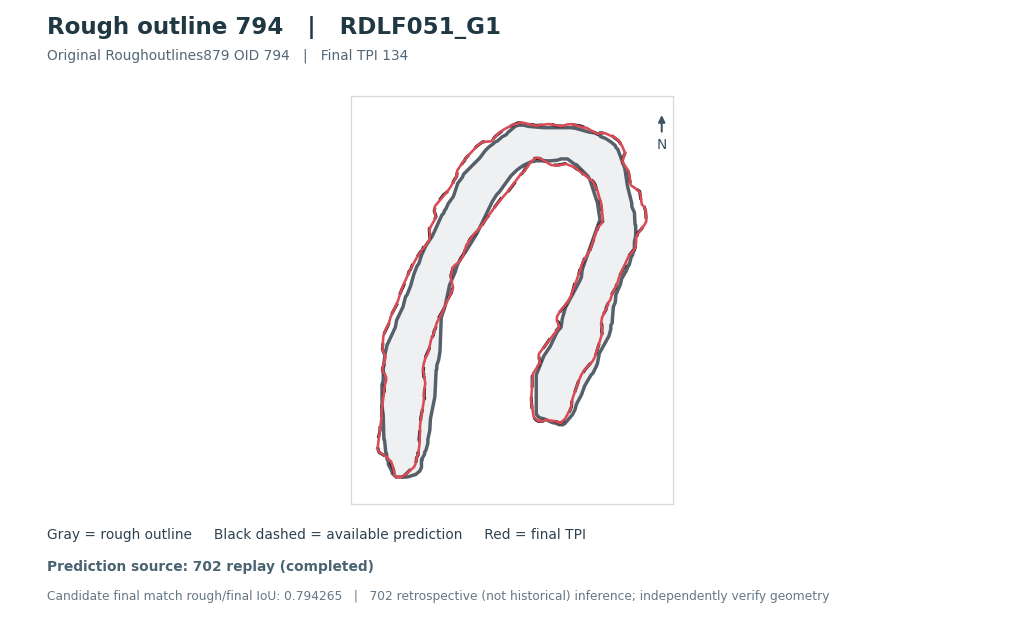 Rough outline 794   |   RDLF051_G1
Original Roughoutlines879 OID 794   |   Final TPI 134
N
Gray = rough outline     Black dashed = available prediction     Red = final TPI
Prediction source: 702 replay (completed)
Candidate final match rough/final IoU: 0.794265   |   702 retrospective (not historical) inference; independently verify geometry